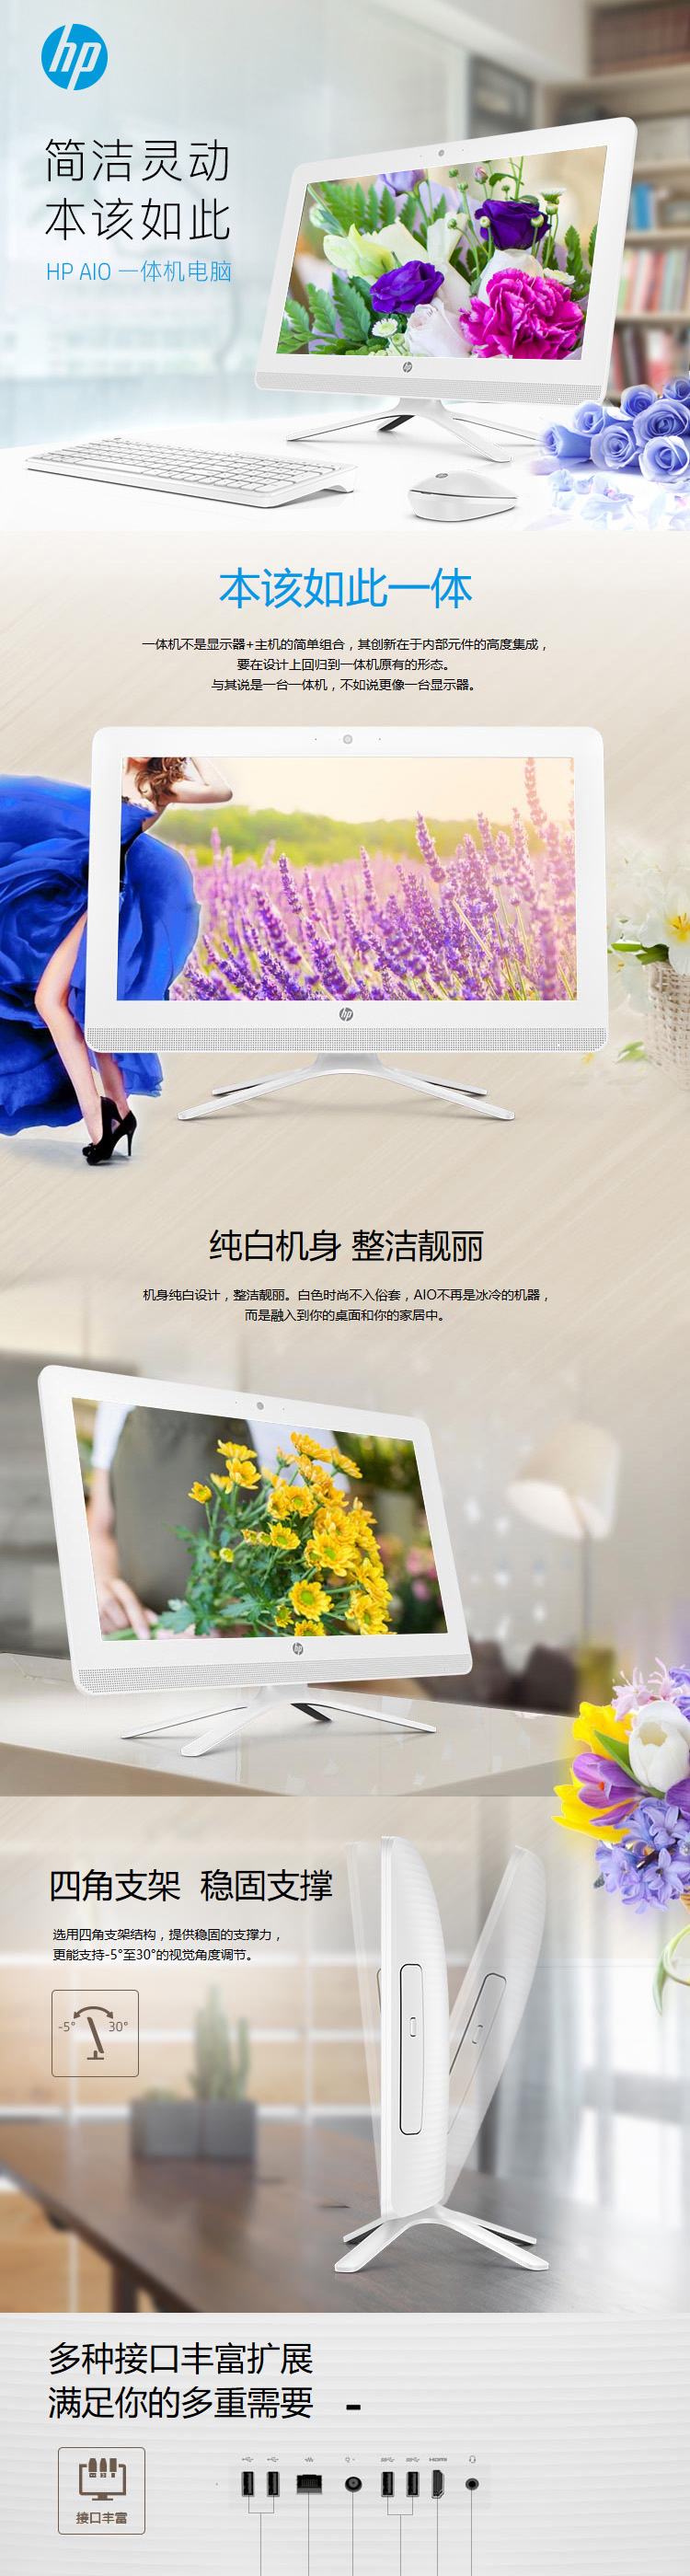 hp
简洁灵动
本该如此
HP AIO 一体机电脑
本该如此一体
一体机不是显示器+主机的简单组合，其创新在于内部元件的高度集成，
要在设计上回归到一体机原有的形态。
与其说是一台一体机，不如说更像一台显示器。
hp
纯白机身 整洁靓丽
机身纯白设计，整洁靓丽。白色时尚不入俗套，AIO不再是冰冷的机器，
而是融入到你的桌面和你的家居中。
hp
四角支架 稳固支撑
选用四角支架结构，提供稳固的支撑力，
更能支持-5°至30°的视觉角度调节。
-5° 30°
多种接口丰富扩展
满足你的多重需要 -
HDMI
接口丰富